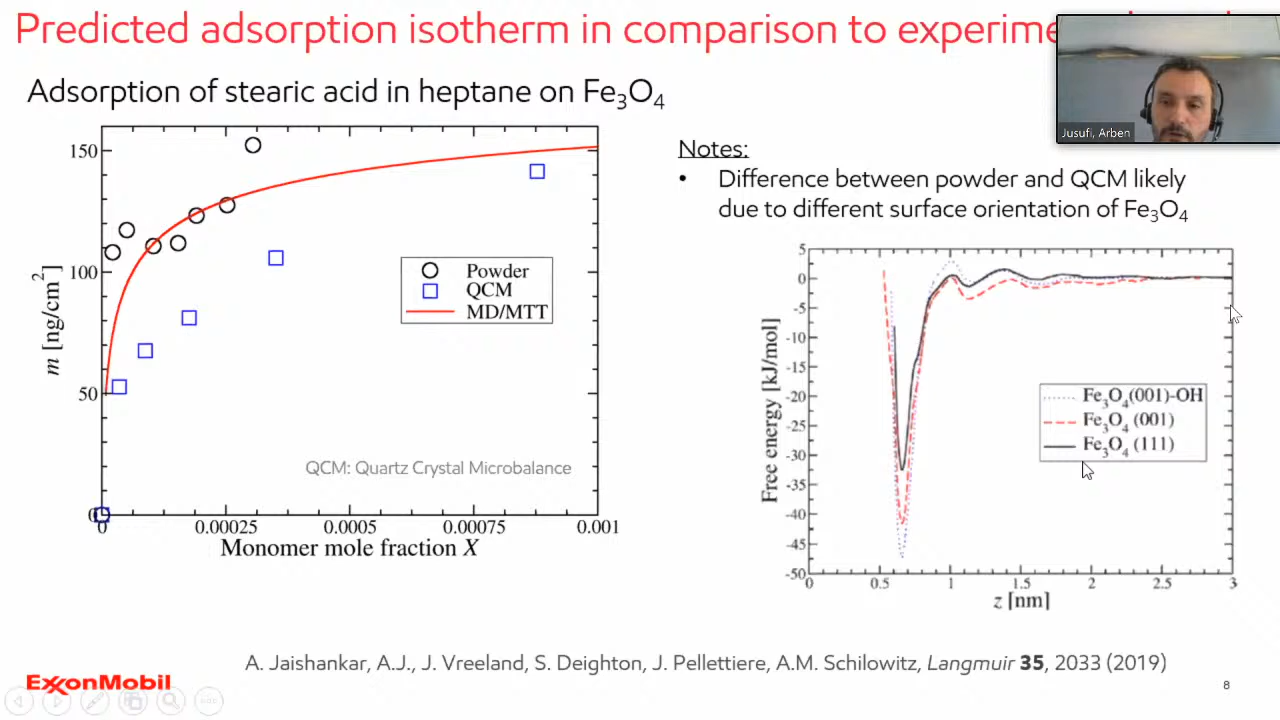 Predicted adsorption isotherm in comparison to
Jusufi, Arben
Adsorption of stearic acid in heptane on Fe₃O₄
Notes:
• Difference between powder and QCM likely
due to different surface orientation of Fe₃O₄
150
100
50
0
m [ng/cm²]
Powder
QCM
MD/MTT
QCM: Quartz Crystal Microbalance
0 0.00025 0.0005 0.00075 0.001
Monomer mole fraction X
5
0
-5
-10
-15
-20
-25
-30
-35
-40
-45
-50
Free energy [kJ/mol]
Fe₃O₄(001)-OH
Fe₃O₄ (001)
Fe₃O₄ (111)
0 0.5 1 1.5 2 2.5 3
z [nm]
A. Jaishankar, A.J., J. Vreeland, S. Deighton, J. Pellettiere, A.M. Schilowitz, Langmuir 35, 2033 (2019)
ExxonMobil
8